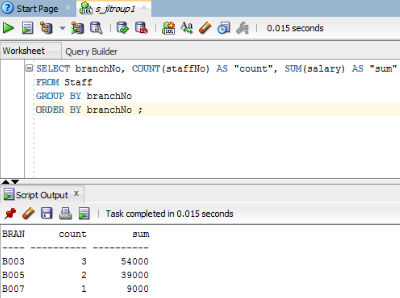 Start Page s_jltroup1
0.015 seconds
Worksheet Query Builder
SELECT branchNo, COUNT(staffNo) AS "count", SUM(salary) AS "sum"
FROM Staff
GROUP BY branchNo
ORDER BY branchNo ;
Script Output
Task completed in 0.015 seconds
BRAN count sum
---- ---------- ----------
B003 3 54000
B005 2 39000
B007 1 9000